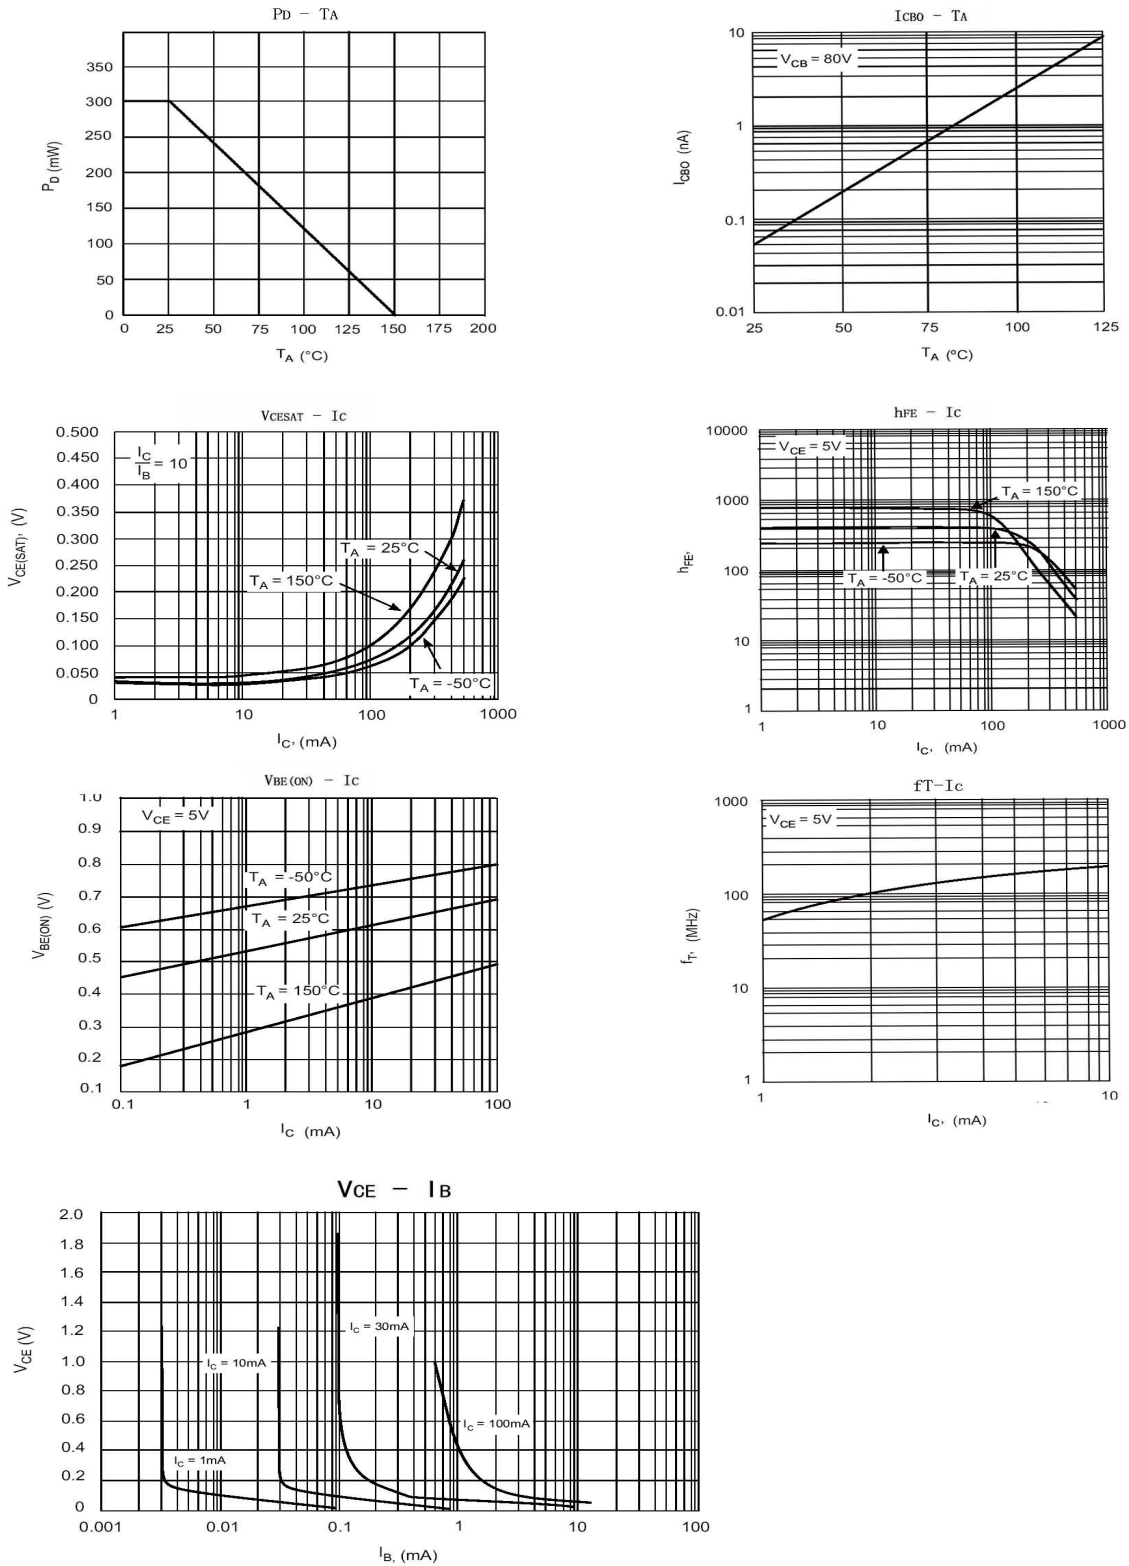 PD - TA
350
300
250
200
150
100
50
0
PD (mW)
0 25 50 75 100 125 150 175 200
TA (°C)
ICBO - TA
VCB = 80V
10
1
0.1
0.01
ICBO (nA)
25 50 75 100 125
TA (ºC)
VCESAT - Ic
IC
IB = 10
0.500
0.450
0.400
0.350
0.300
0.250
0.200
0.150
0.100
0.050
0
VCE(SAT), (V)
TA = 25°C
TA = 150°C
TA = -50°C
1 10 100 1000
IC, (mA)
hFE - Ic
VCE = 5V
10000
1000
100
10
1
hFE,
TA = 150°C
TA = -50°C
TA = 25°C
1 10 100 1000
IC, (mA)
VBE(ON) - Ic
VCE = 5V
1.0
0.9
0.8
0.7
0.6
0.5
0.4
0.3
0.2
0.1
VBE(ON) (V)
TA = -50°C
TA = 25°C
TA = 150°C
0.1 1 10 100
IC (mA)
fT-Ic
VCE = 5V
1000
100
10
1
fT, (MHz)
1 10
IC, (mA)
VCE - IB
2.0
1.8
1.6
1.4
1.2
1.0
0.8
0.6
0.4
0.2
0
VCE (V)
IC = 30mA
IC = 10mA
IC = 100mA
IC = 1mA
0.001 0.01 0.1 1 10 100
IB, (mA)